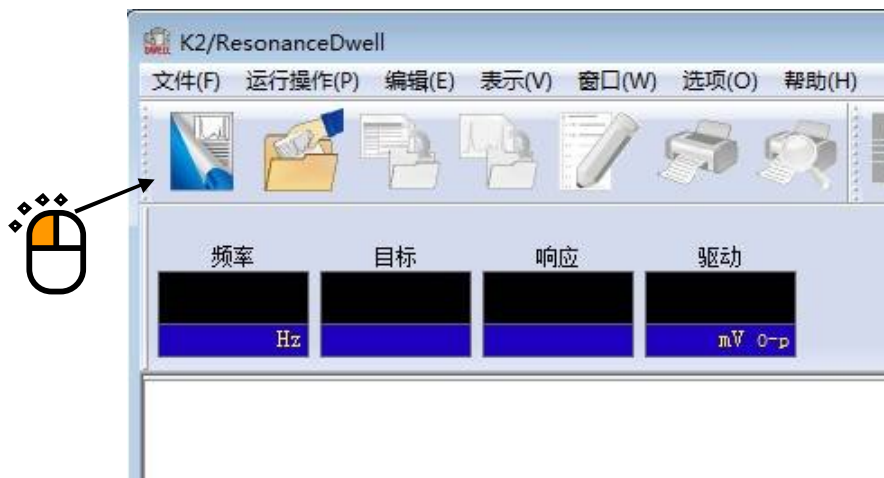 K2/ResonanceDwell
文件(F) 运行操作(P) 编辑(E) 表示(V) 窗口(W) 选项(O) 帮助(H)
频率 目标 响应 驱动
Hz mV 0-p